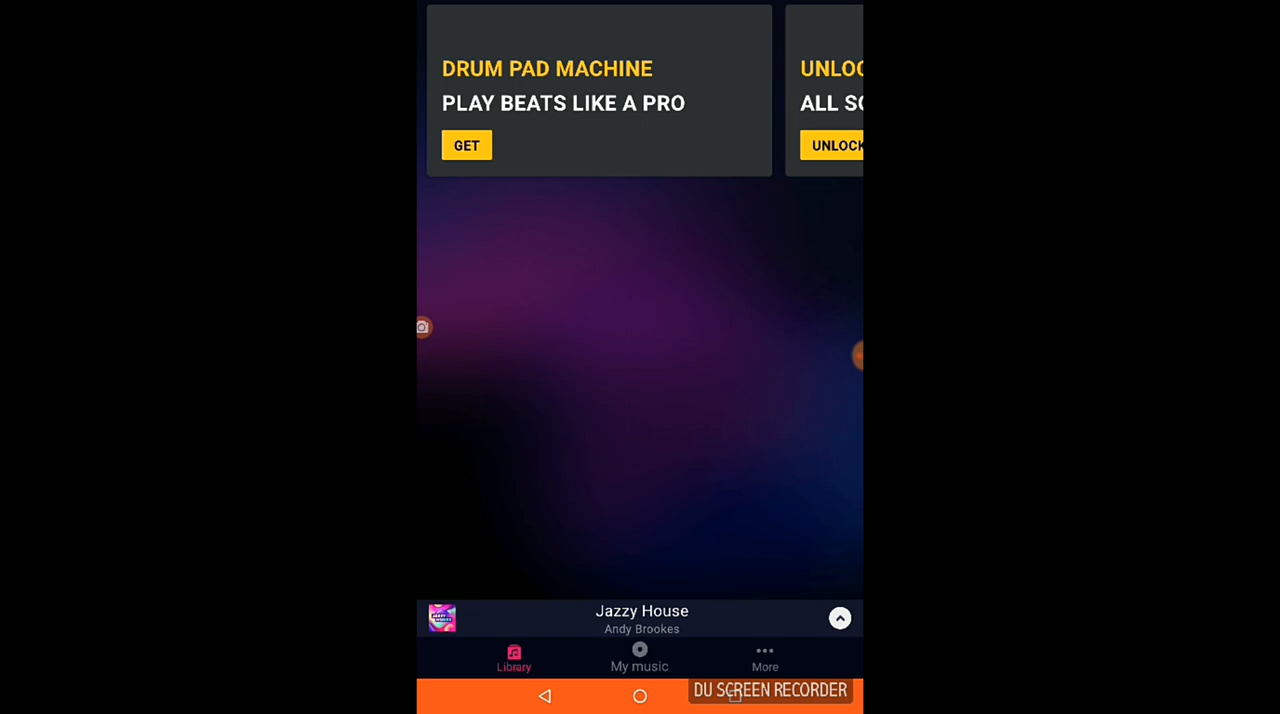 DRUM PAD MACHINE
PLAY BEATS LIKE A PRO
GET
UNLOC
ALL SO
UNLOCK
Jazzy House
Andy Brookes
Library
My music
More
DU SCREEN RECORDER